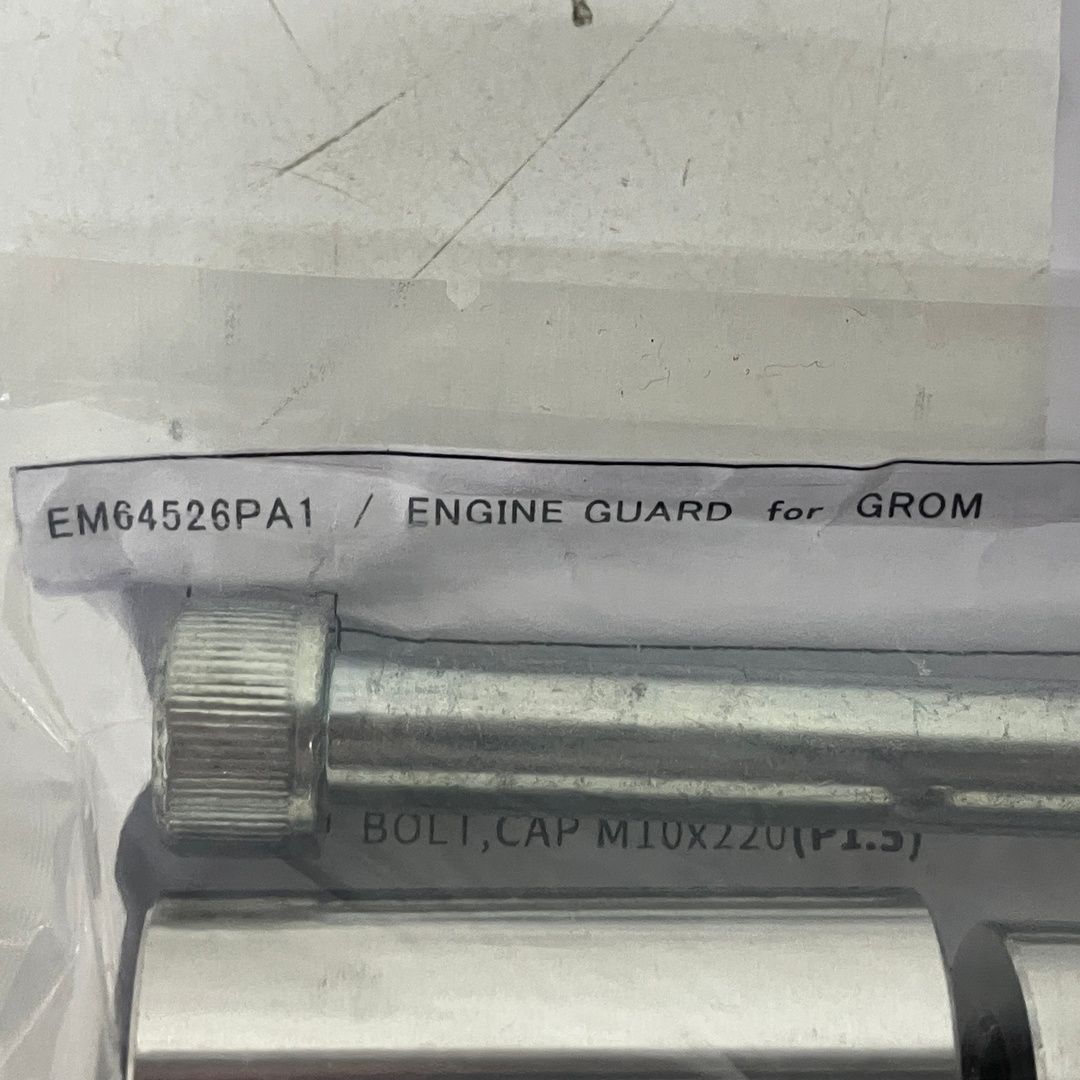 EM64526PA1 / ENGINE GUARD for GROM
BOLT,CAP M10X220(P1.5)